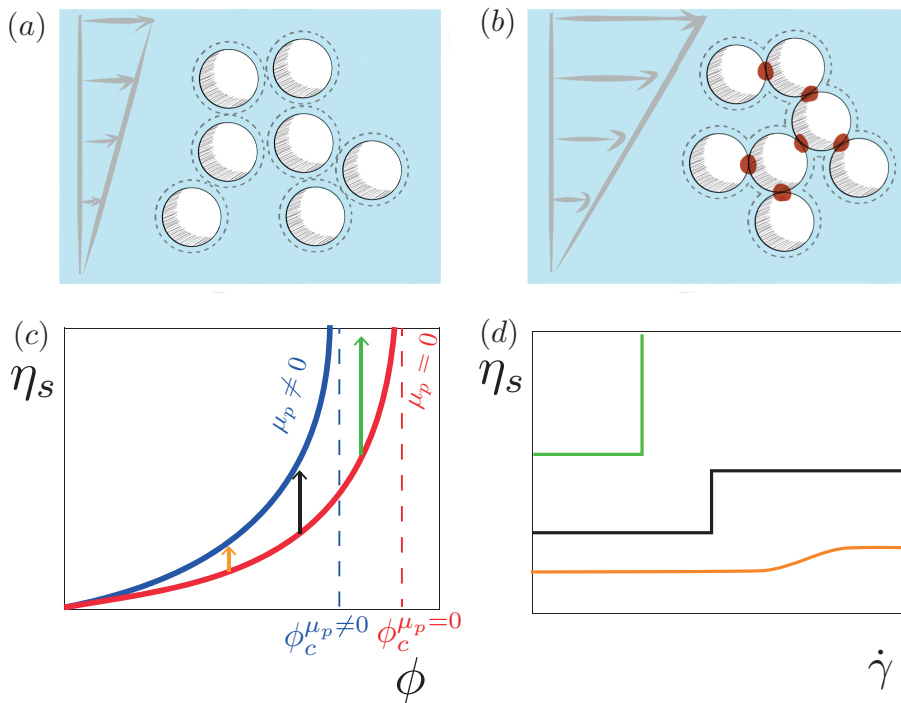 (a)
(b)
(c)
η_s
μ_p ≠ 0
μ_p = 0
ϕ_c^{μ_p≠0}
ϕ_c^{μ_p=0}
ϕ
(d)
η_s
γ̇